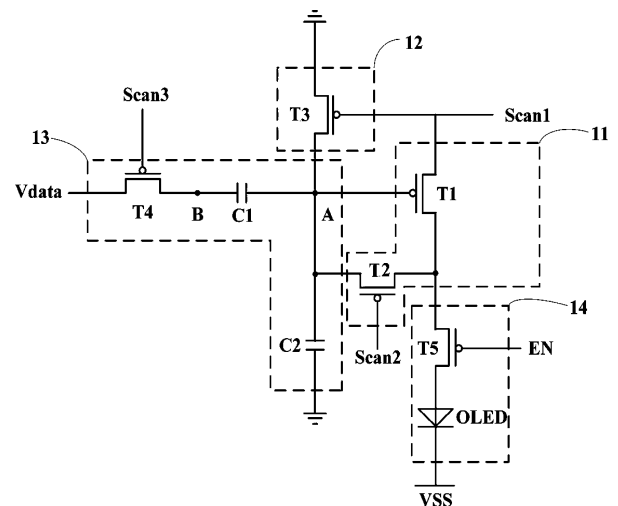 12
T3
Scan1
Scan3
13
11
Vdata
T4
B
C1
A
T1
T2
14
C2
Scan2
T5
EN
OLED
VSS